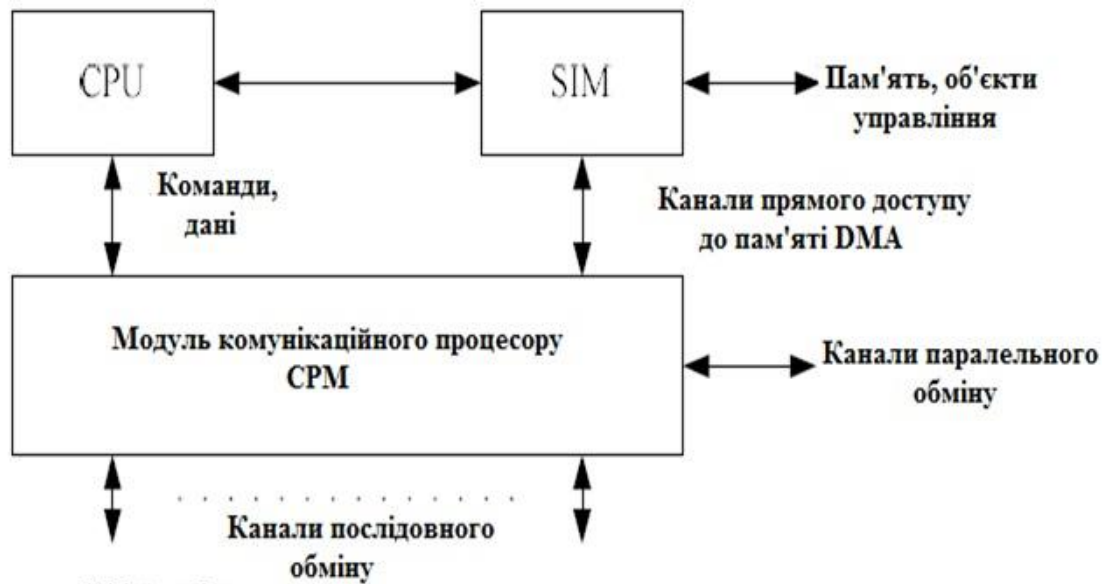 CPU
SIM
Пам'ять, об'єкти
управління
Команди,
дані
Канали прямого доступу
до пам'яті DMA
Модуль комунікаційного процесору
CPM
Канали паралельного
обміну
Канали послідовного
обміну